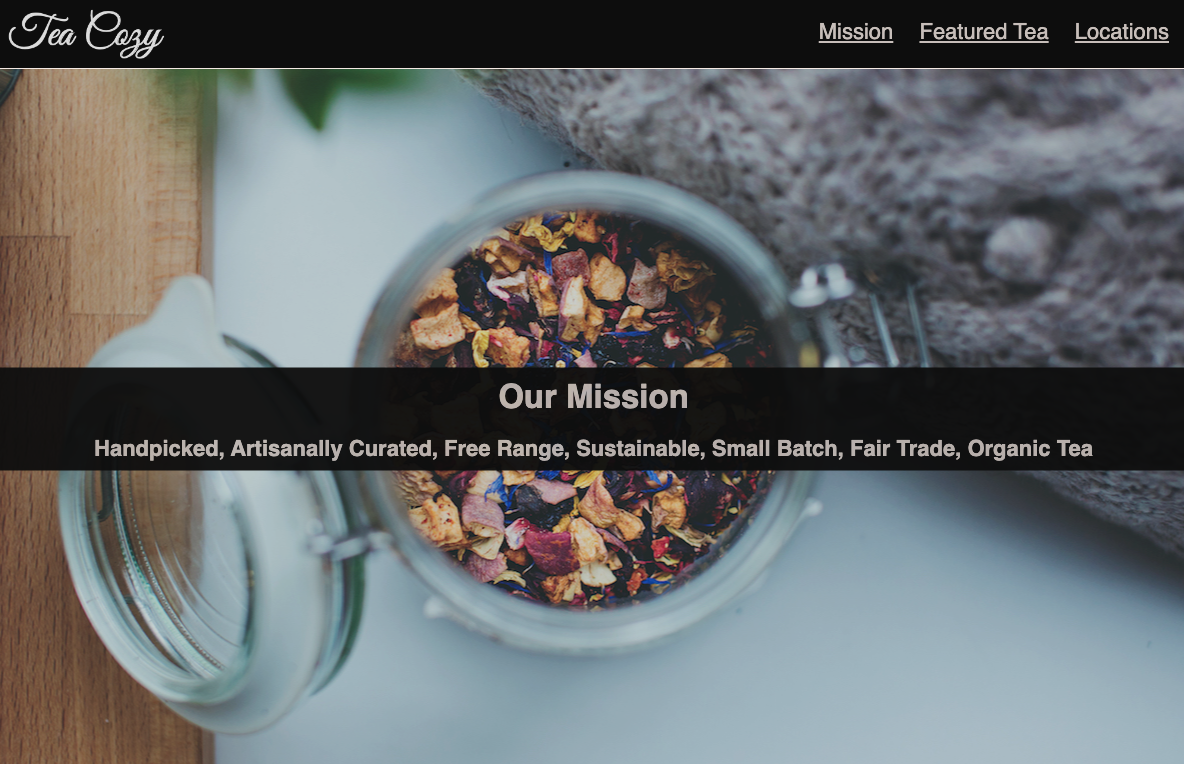 Tea Cozy
Mission Featured Tea Locations
Our Mission
Handpicked, Artisanally Curated, Free Range, Sustainable, Small Batch, Fair Trade, Organic Tea